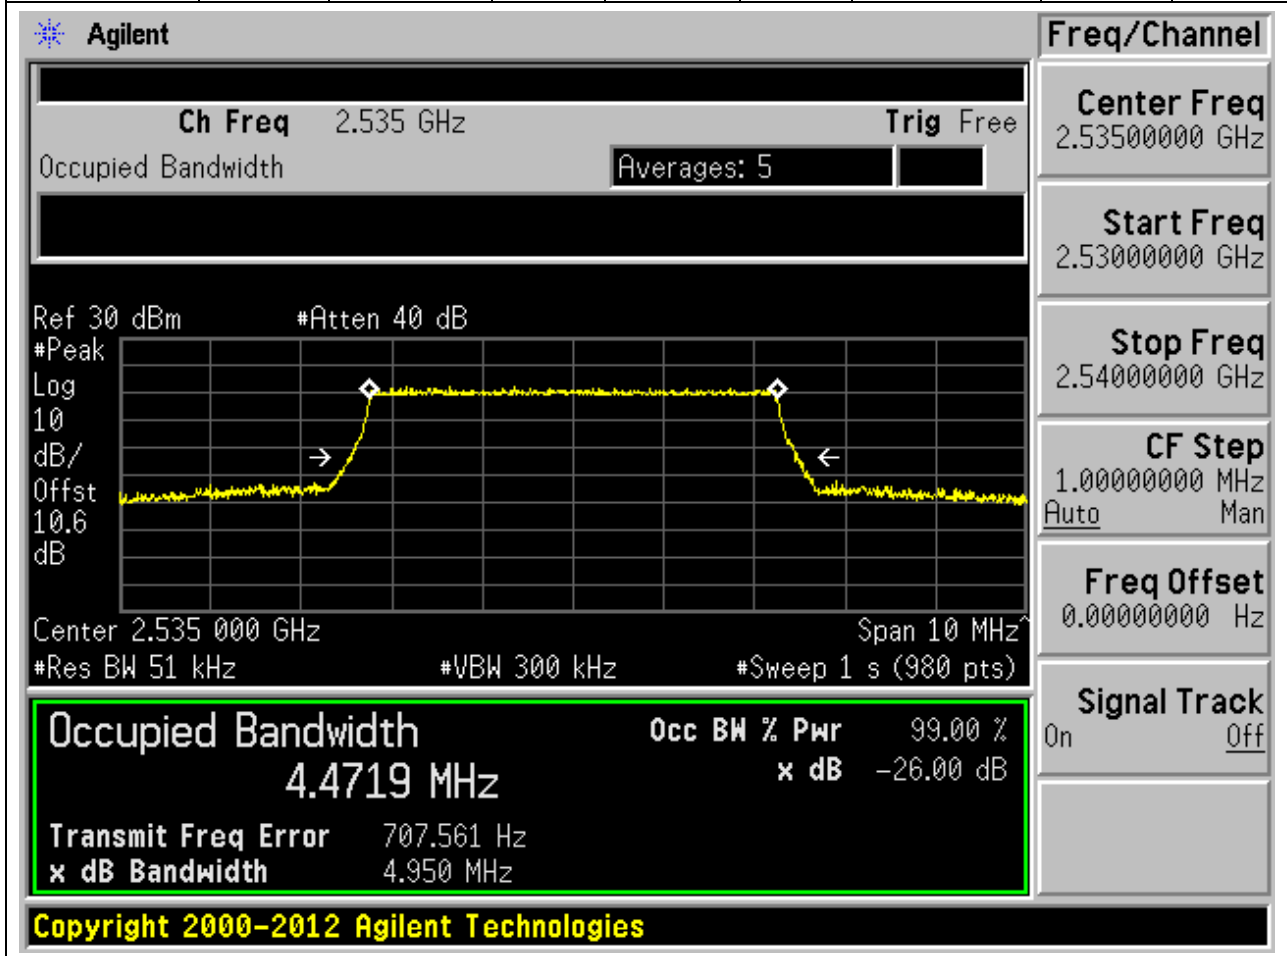 Agilent
Freq/Channel
Ch Freq 2.535 GHz Trig Free
Occupied Bandwidth Averages: 5
Center Freq
2.53500000 GHz
Start Freq
2.53000000 GHz
Stop Freq
2.54000000 GHz
CF Step
1.00000000 MHz
Auto Man
Freq Offset
0.00000000 Hz
Signal Track
On Off
Ref 30 dBm #Atten 40 dB
#Peak
Log
10
dB/
Offst
10.6
dB
Center 2.535 000 GHz Span 10 MHz^
#Res BW 51 kHz #VBW 300 kHz #Sweep 1 s (980 pts)
Occupied Bandwidth Occ BW % Pwr 99.00 %
4.4719 MHz x dB -26.00 dB
Transmit Freq Error 707.561 Hz
x dB Bandwidth 4.950 MHz
Copyright 2000-2012 Agilent Technologies